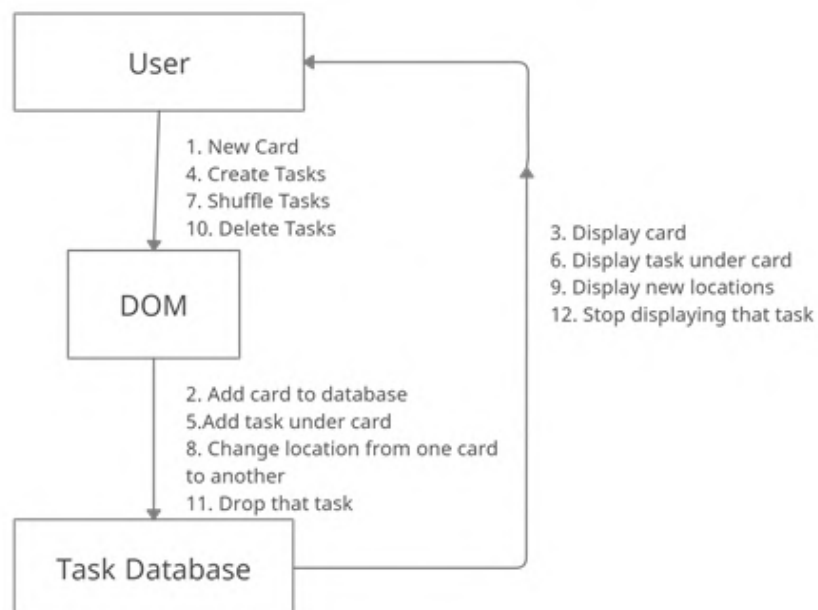 User
1. New Card
4. Create Tasks
7. Shuffle Tasks
10. Delete Tasks
DOM
3. Display card
6. Display task under card
9. Display new locations
12. Stop displaying that task
2. Add card to database
5.Add task under card
8. Change location from one card
to another
11. Drop that task
Task Database